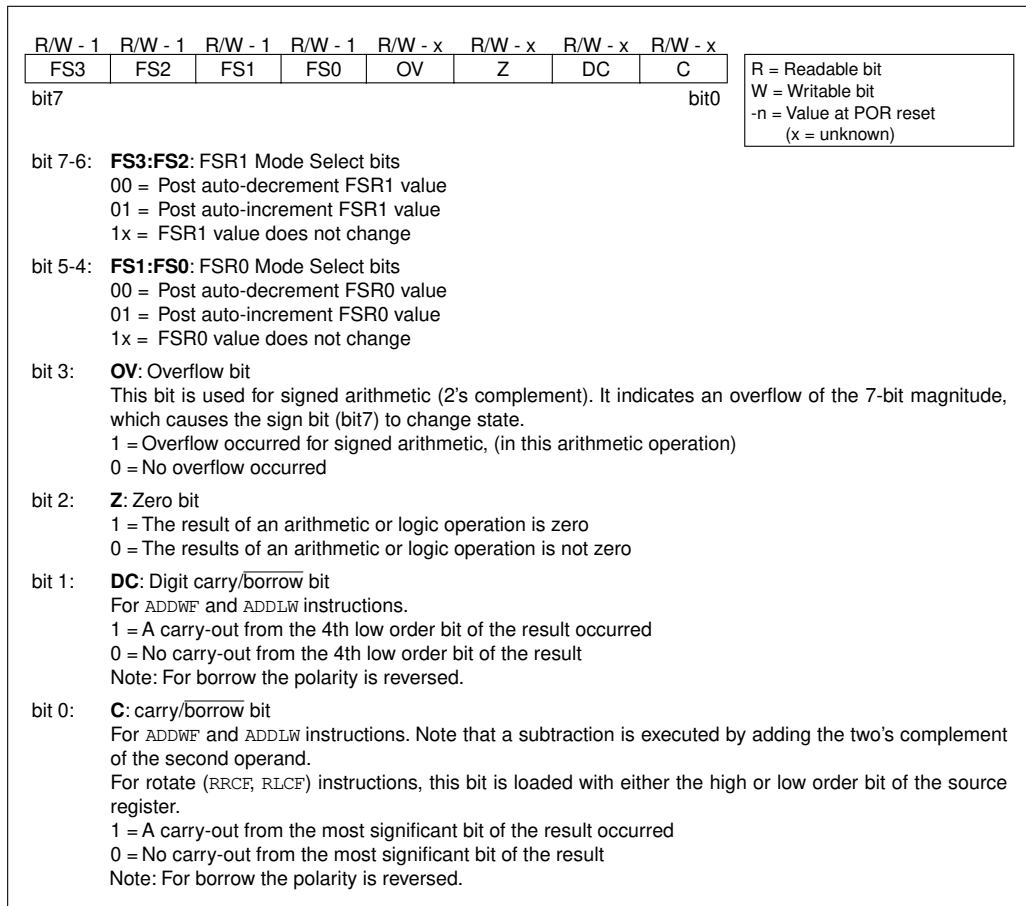 R/W - 1 R/W - 1 R/W - 1 R/W - 1 R/W - x R/W - x R/W - x R/W - x
FS3 FS2 FS1 FS0 OV Z DC C
bit7 bit0
R = Readable bit
W = Writable bit
-n = Value at POR reset
(x = unknown)
bit 7-6: FS3:FS2: FSR1 Mode Select bits
00 = Post auto-decrement FSR1 value
01 = Post auto-increment FSR1 value
1x = FSR1 value does not change
bit 5-4: FS1:FS0: FSR0 Mode Select bits
00 = Post auto-decrement FSR0 value
01 = Post auto-increment FSR0 value
1x = FSR0 value does not change
bit 3: OV: Overflow bit
This bit is used for signed arithmetic (2's complement). It indicates an overflow of the 7-bit magnitude,
which causes the sign bit (bit7) to change state.
1 = Overflow occurred for signed arithmetic, (in this arithmetic operation)
0 = No overflow occurred
bit 2: Z: Zero bit
1 = The result of an arithmetic or logic operation is zero
0 = The results of an arithmetic or logic operation is not zero
bit 1: DC: Digit carry/borrow bit
For ADDWF and ADDLW instructions.
1 = A carry-out from the 4th low order bit of the result occurred
0 = No carry-out from the 4th low order bit of the result
Note: For borrow the polarity is reversed.
bit 0: C: carry/borrow bit
For ADDWF and ADDLW instructions. Note that a subtraction is executed by adding the two's complement
of the second operand.
For rotate (RRCF, RLCF) instructions, this bit is loaded with either the high or low order bit of the source
register.
1 = A carry-out from the most significant bit of the result occurred
0 = No carry-out from the most significant bit of the result
Note: For borrow the polarity is reversed.